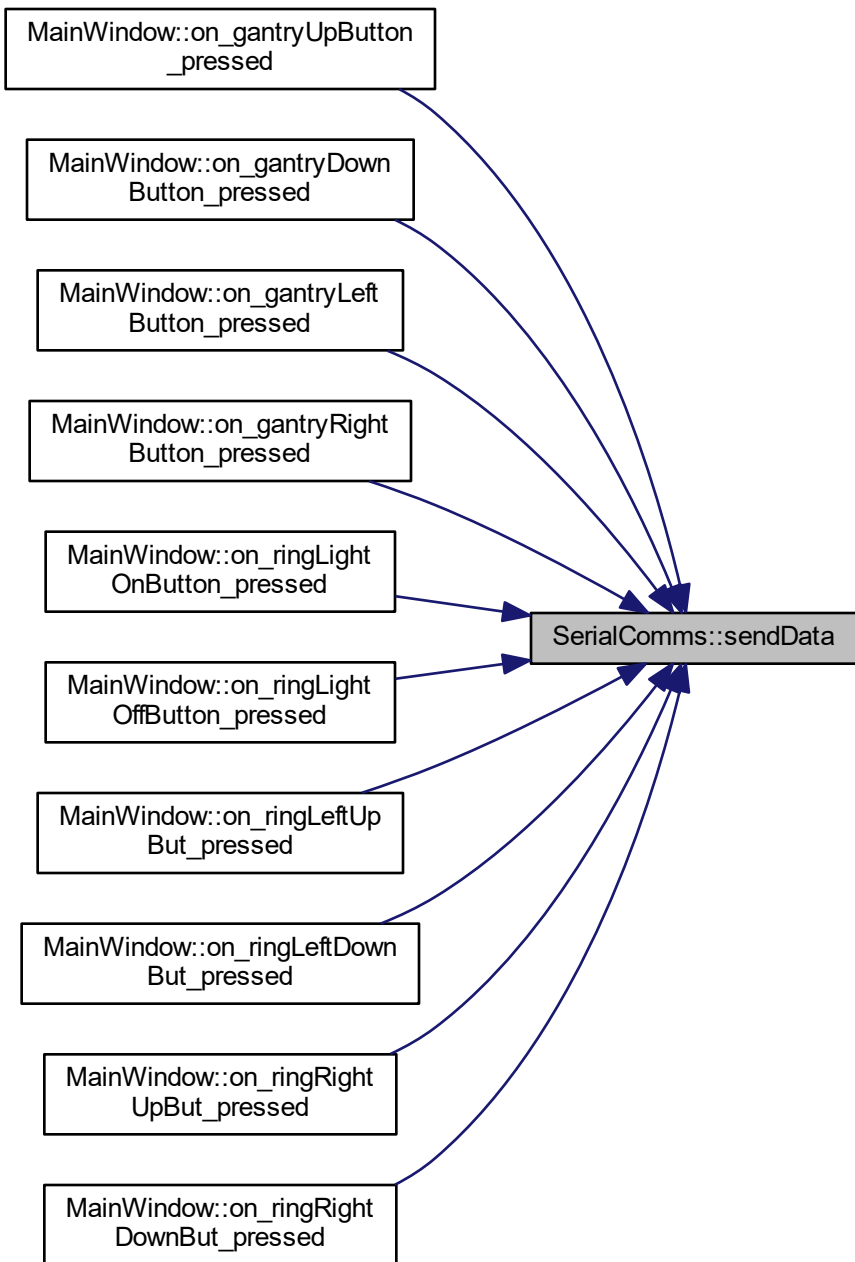 MainWindow::on_gantryUpButton
_pressed
MainWindow::on_gantryDown
Button_pressed
MainWindow::on_gantryLeft
Button_pressed
MainWindow::on_gantryRight
Button_pressed
MainWindow::on_ringLight
OnButton_pressed
SerialComms::sendData
MainWindow::on_ringLight
OffButton_pressed
MainWindow::on_ringLeftUp
But_pressed
MainWindow::on_ringLeftDown
But_pressed
MainWindow::on_ringRight
UpBut_pressed
MainWindow::on_ringRight
DownBut_pressed